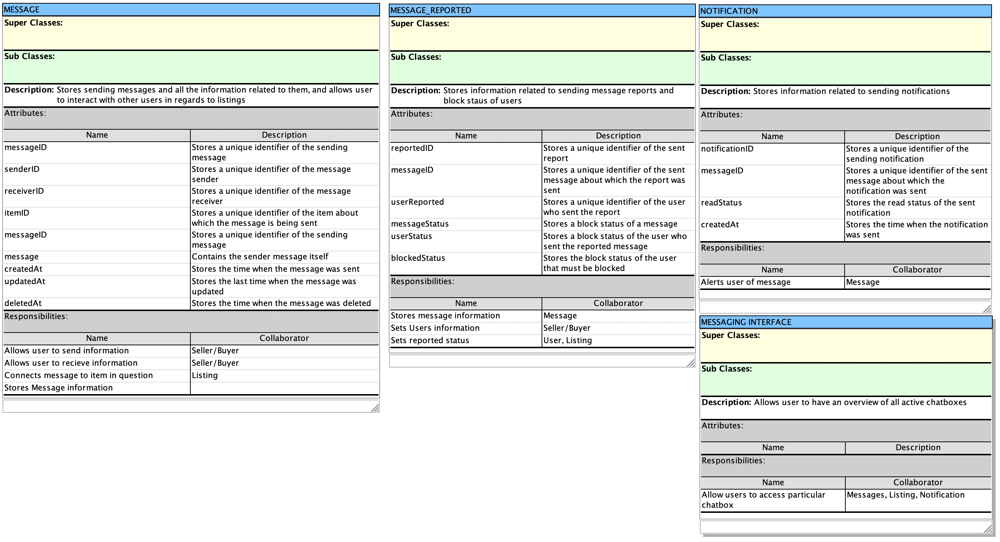 MESSAGE
Super Classes:
Sub Classes:
Description: Stores sending messages and all the information related to them, and allows user
to interact with other users in regards to listings
Attributes:
Name Description
messageID Stores a unique identifier of the sending
message
senderID Stores a unique identifier of the message
sender
receiverID Stores a unique identifier of the message
receiver
itemID Stores a unique identifier of the item about
which the message is being sent
messageID Stores a unique identifier of the sending
message
message Contains the sender message itself
createdAt Stores the time when the message was sent
updatedAt Stores the last time when the message was
updated
deletedAt Stores the time when the message was deleted
Responsibilities:
Name Collaborator
Allows user to send information Seller/Buyer
Allows user to recieve information Seller/Buyer
Connects message to item in question Listing
Stores Message information
MESSAGE_REPORTED
Super Classes:
Sub Classes:
Description: Stores information related to sending message reports and
block staus of users
Attributes:
Name Description
reportedID Stores a unique identifier of the sent
report
messageID Stores a unique identifier of the sent
message about which the report was
sent
userReported Stores a unique identifier of the user
who sent the report
messageStatus Stores a block status of a message
userStatus Stores a block status of the user who
sent the reported message
blockedStatus Stores the block status of the user
that must be blocked
Responsibilities:
Name Collaborator
Stores message information Message
Sets Users information Seller/Buyer
Sets reported status User, Listing
NOTIFICATION
Super Classes:
Sub Classes:
Description: Stores information related to sending notifications
Attributes:
Name Description
notificationID Stores a unique identifier of the
sending notification
messageID Stores a unique identifier of the sent
message about which the
notification was sent
readStatus Stores the read status of the sent
notification
createdAt Stores the time when the notification
was sent
Responsibilities:
Name Collaborator
Alerts user of message Message
MESSAGING INTERFACE
Super Classes:
Sub Classes:
Description: Allows user to have an overview of all active chatboxes
Attributes:
Name Description
Responsibilities:
Name Collaborator
Allow users to access particular Messages, Listing, Notification
chatbox